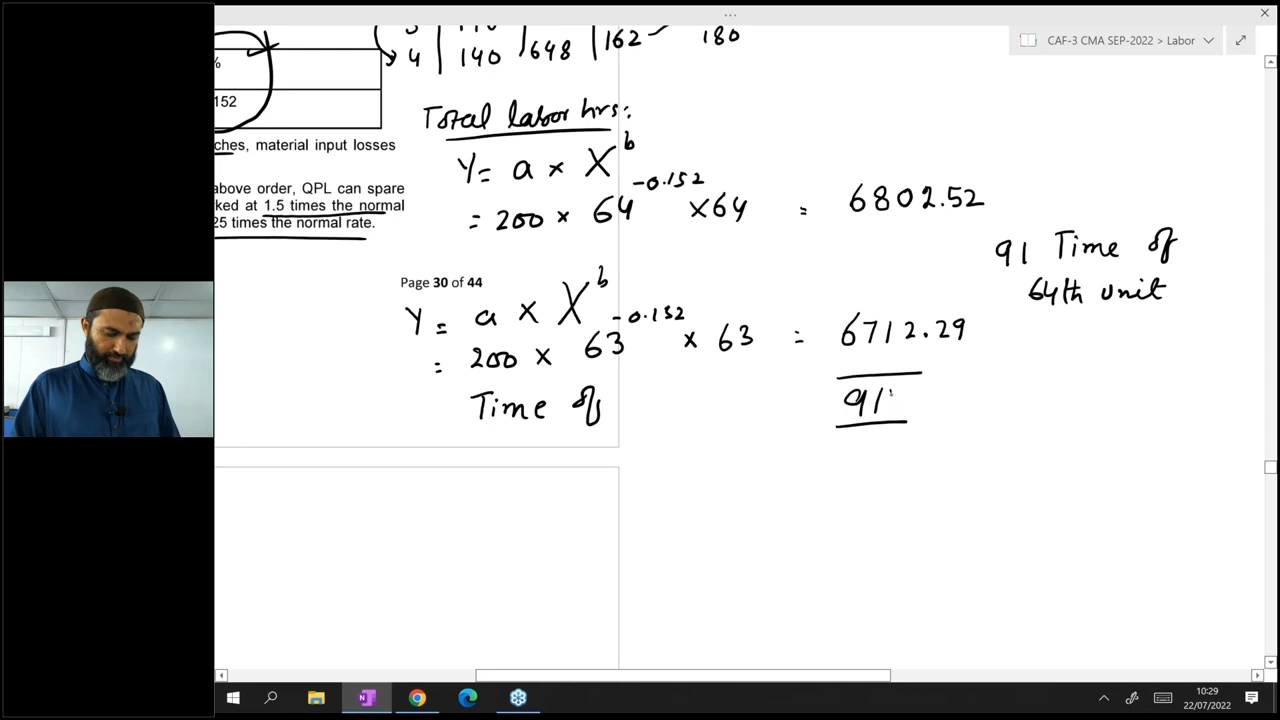 CAF-3 CMA SEP-2022 > Labor
4 | 140 | 648 | 162
180
%
152
ches, material input losses
above order, QPL can spare
ked at 1.5 times the normal
25 times the normal rate.
Total labor hrs:
Y = a × X^b
= 200 × 64^-0.152 × 64 = 6802.52
91 Time of
64th unit
Page 30 of 44
Y = a × X^b
= 200 × 63^-0.152 × 63 = 6712.29
Time of
91
10:29
22/07/2022